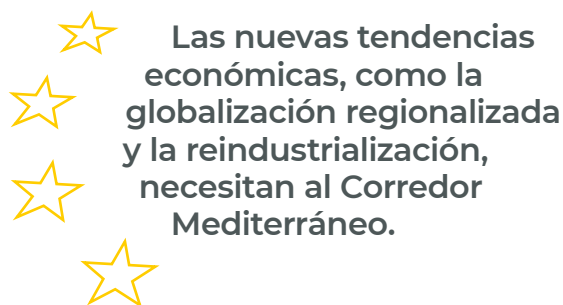 Las nuevas tendencias
económicas, como la
globalización regionalizada
y la reindustrialización,
necesitan al Corredor
Mediterráneo.